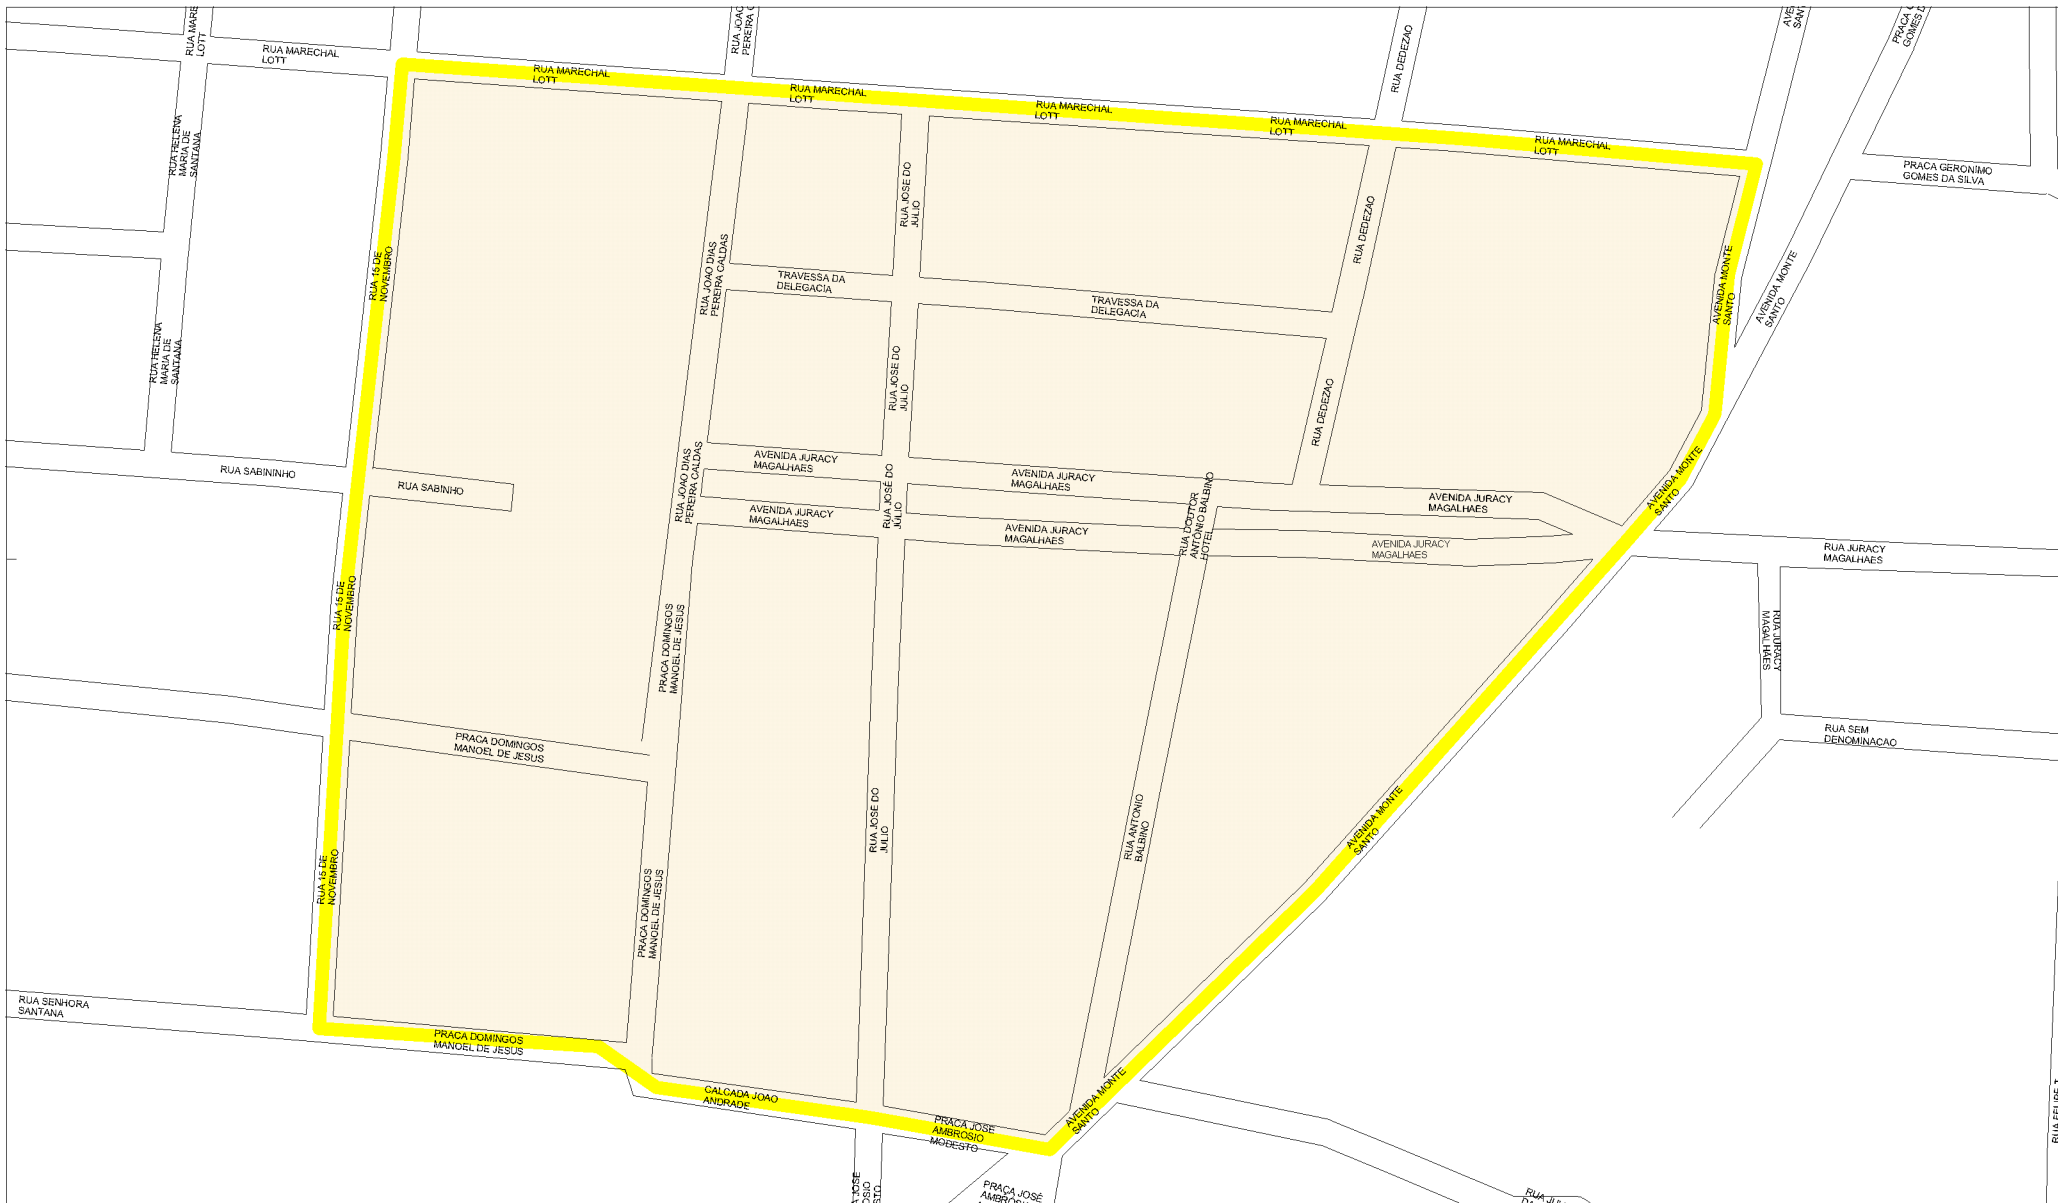 RUA MARECHAL
LOTT
RUA MARECHAL
LOTT
RUA MARECHAL
LOTT
RUA MARECHAL
LOTT
RUA MARECHAL
LOTT
RUA MARECHAL
LOTT
RUA DEDEZAO
PRACA GERONIMO
GOMES DA SILVA
RUA HELENA
MARIA DE
SANTANA
RUA HELENA
MARIA DE
SANTANA
RUA 15 DE
NOVEMBRO
RUA JOAO DIAS
PEREIRA CALDAS
RUA JOSE DO
JULIO
RUA DEDEZAO
AVENIDA MONTE
SANTO
AVENIDA MONTE
SANTO
TRAVESSA DA
DELEGACIA
TRAVESSA DA
DELEGACIA
RUA JOSE DO
JULIO
RUA DEDEZAO
RUA SABININHO
RUA SABINHO
RUA JOAO DIAS
PEREIRA CALDAS
AVENIDA JURACY
MAGALHAES
RUA JOSÉ DO
JÚLIO
AVENIDA JURACY
MAGALHAES
AVENIDA JURACY
MAGALHAES
AVENIDA MONTE
SANTO
AVENIDA JURACY
MAGALHAES
AVENIDA JURACY
MAGALHAES
RUA DOUTOR
ANTÔNIO BALBINO
HOTEL
AVENIDA JURACY
MAGALHAES
RUA JURACY
MAGALHAES
RUA JURACY
MAGALHAES
RUA 15 DE
NOVEMBRO
PRACA DOMINGOS
MANOEL DE JESUS
PRACA DOMINGOS
MANOEL DE JESUS
RUA SEM
DENOMINACAO
RUA JOSE DO
JULIO
RUA ANTONIO
BALBINO
AVENIDA MONTE
SANTO
RUA 15 DE
NOVEMBRO
PRACA DOMINGOS
MANOEL DE JESUS
RUA SENHORA
SANTANA
PRACA DOMINGOS
MANOEL DE JESUS
CALCADA JOAO
ANDRADE
PRACA JOSE
AMBROSIO
MODESTO
AVENIDA MONTE
SANTO
PRAÇA JOSÉ